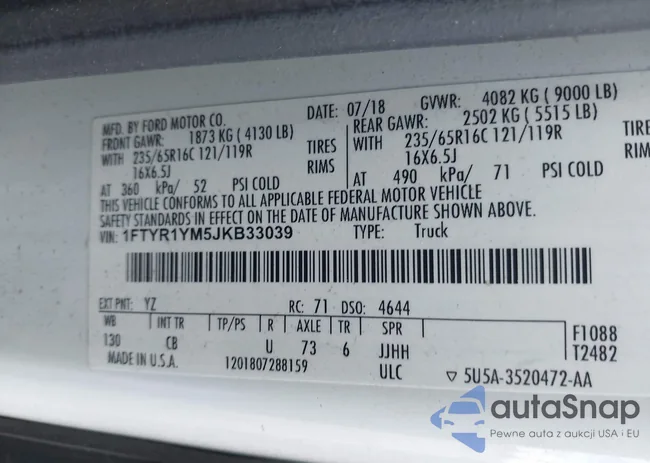 MFD. BY FORD MOTOR CO. DATE: 07/18 GVWR: 4082 KG ( 9000 LB)
FRONT GAWR: 1873 KG ( 4130 LB) REAR GAWR: 2502 KG ( 5515 LB)
WITH 235/65R16C 121/119R TIRES WITH 235/65R16C 121/119R TIRE
16X6.5J RIMS 16X6.5J RIM
AT 360 kPa/ 52 PSI COLD AT 490 kPa/ 71 PSI COLD
THIS VEHICLE CONFORMS TO ALL APPLICABLE FEDERAL MOTOR VEHICLE
SAFETY STANDARDS IN EFFECT ON THE DATE OF MANUFACTURE SHOWN ABOVE.
VIN: 1FTYR1YM5JKB33039 TYPE: Truck
EXT PNT: YZ RC: 71 DSO: 4644
WB INT TR TP/PS R AXLE TR SPR F1088
130 CB U 73 6 JJHH T2482
MADE IN U.S.A. 1201807288159 ULC ▽ 5U5A-3520472-AA
autaSnap
Pewne auta z aukcji USA i EU